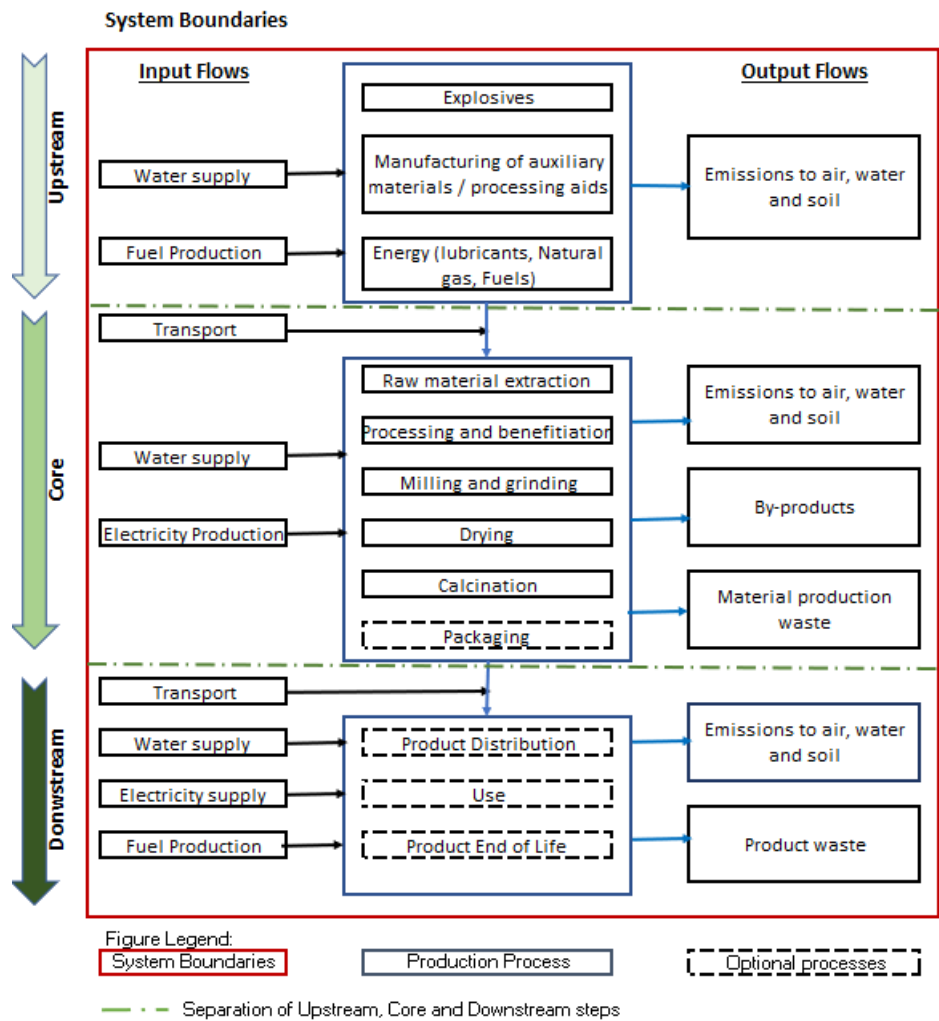 System Boundaries
Input Flows
Output Flows
Upstream
Explosives
Water supply
Manufacturing of auxiliary
materials / processing aids
Emissions to air, water
and soil
Fuel Production
Energy (lubricants, Natural
gas, Fuels)
Transport
Core
Raw material extraction
Emissions to air, water
and soil
Processing and benefitiation
Water supply
Milling and grinding
By-products
Electricity Production
Drying
Calcination
Material production
waste
Packaging
Transport
Donwstream
Water supply
Product Distribution
Emissions to air, water
and soil
Electricity supply
Use
Fuel Production
Product End of Life
Product waste
Figure Legend:
System Boundaries
Production Process
Optional processes
Separation of Upstream, Core and Downstream steps